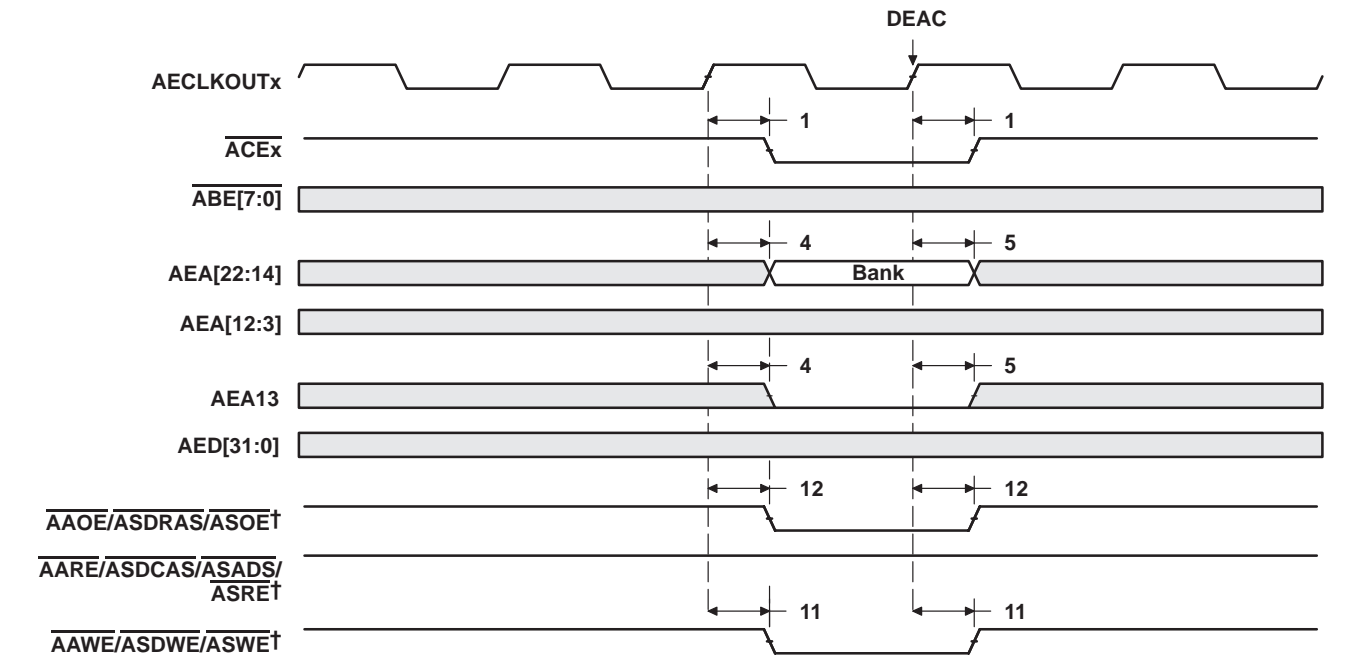 DEAC
AECLKOUTx
1 1
ACEx
ABE[7:0]
4 5
AEA[22:14] Bank
AEA[12:3]
4 5
AEA13
AED[31:0]
12 12
AAOE/ASDRAS/ASOE†
AARE/ASDCAS/ASADS/
ASRE†
11 11
AAWE/ASDWE/ASWE†